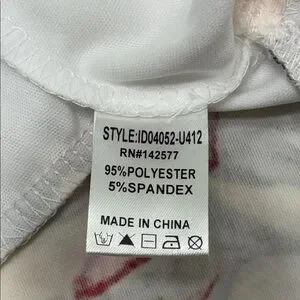 STYLE:ID04052-U412
RN#142577
95%POLYESTER
5%SPANDEX
MADE IN CHINA